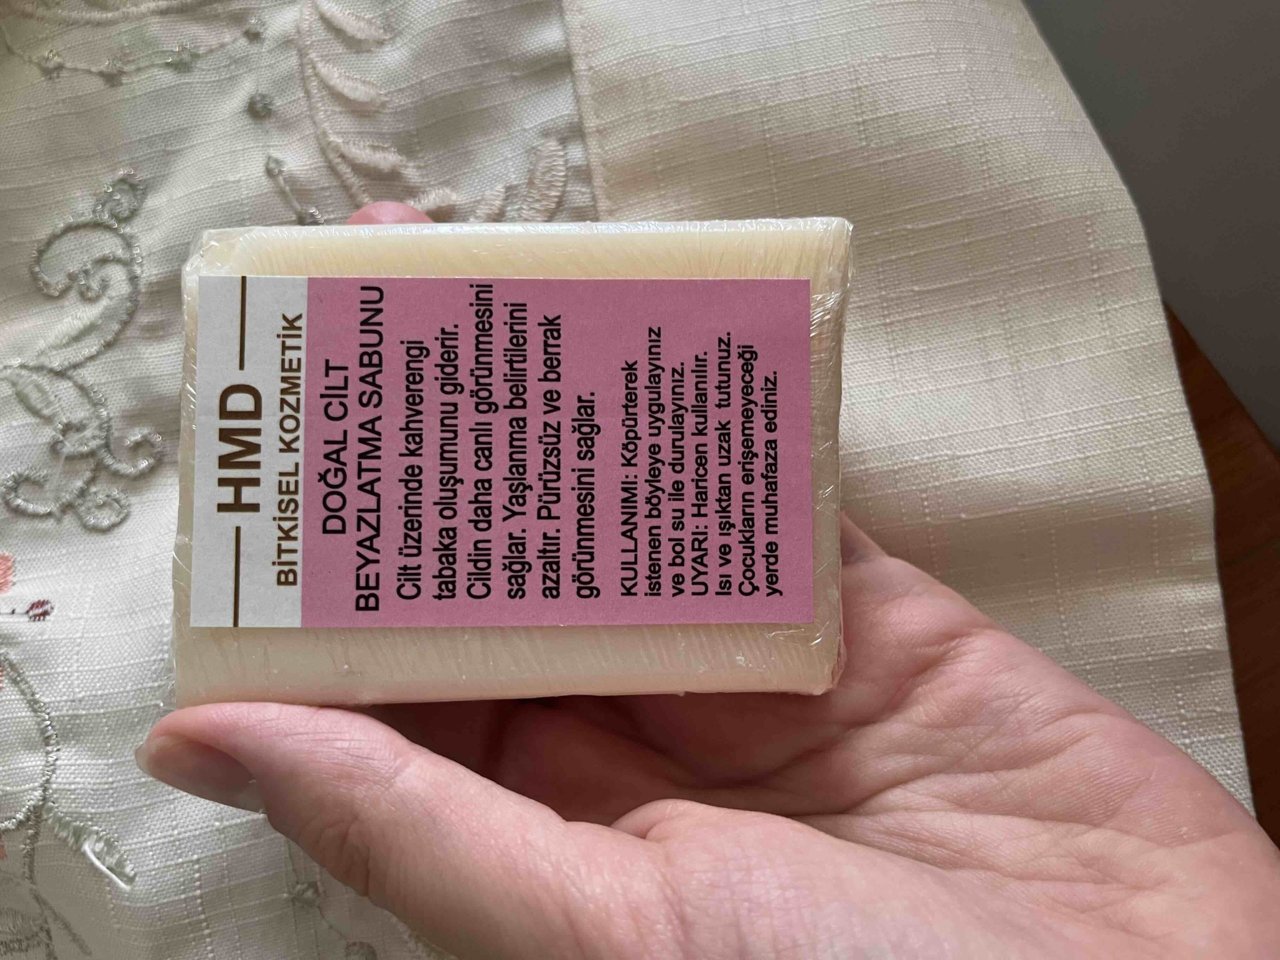 HMD
BİTKİSEL KOZMETİK
DOĞAL CİLT
BEYAZLATMA SABUNU
Cilt üzerinde kahverengi
tabaka oluşumunu giderir.
Cildin daha canlı görünmesini
sağlar. Yaşlanma belirtilerini
azaltır. Pürüzsüz ve berrak
görünmesini sağlar.
KULLANIMI: Köpürterek
istenen böyleye uygulayınız
ve bol su ile durulayınız.
UYARI: Haricen kullanılır.
Isı ve ışıktan uzak tutunuz.
Çocukların erişemeyeceği
yerde muhafaza ediniz.